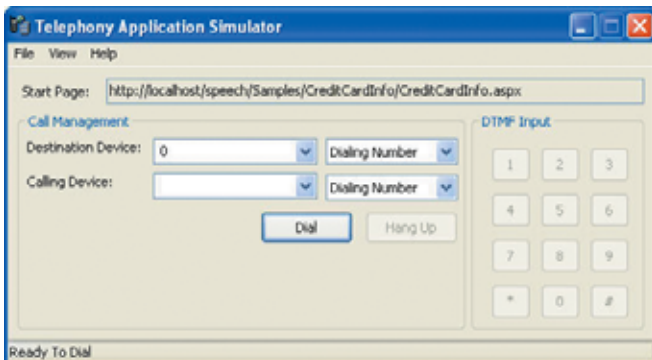 Telephony Application Simulator
File View Help
Start Page: http://localhost/speech/Samples/CreditCardInfo/CreditCardInfo.aspx
Call Management
DTMF Input
Destination Device: 0 Dialing Number
Calling Device: Dialing Number
Dial Hang Up
1 2 3
4 5 6
7 8 9
* 0 #
Ready To Dial